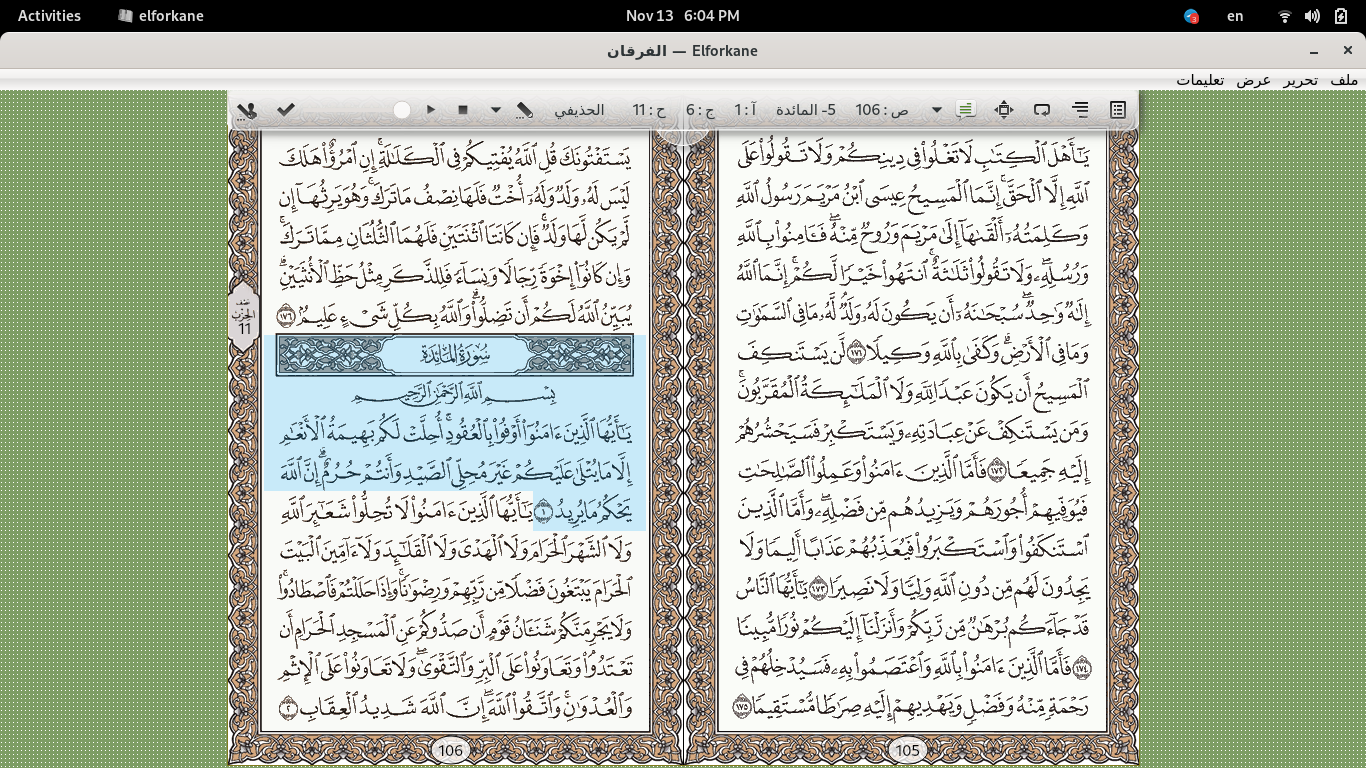 Activities
elforkane
Nov 13 6:04 PM
3
en
Elforkane — الفرقان
ملف تحرير عرض تعليمات
ص : 106
5- المائدة
آ : 1
ج : 6
ح : 11
الحذيفي
يَٰٓأَهۡلَ ٱلۡكِتَٰبِ لَا تَغۡلُواْ فِي دِينِكُمۡ وَلَا تَقُولُواْ عَلَى
ٱللَّهِ إِلَّا ٱلۡحَقَّۚ إِنَّمَا ٱلۡمَسِيحُ عِيسَى ٱبۡنُ مَرۡيَمَ رَسُولُ ٱللَّهِ
وَكَلِمَتُهُۥٓ أَلۡقَىٰهَآ إِلَىٰ مَرۡيَمَ وَرُوحٞ مِّنۡهُۖ فَـَٔامِنُواْ بِٱللَّهِ
وَرُسُلِهِۦۖ وَلَا تَقُولُواْ ثَلَٰثَةٌۚ ٱنتَهُواْ خَيۡرٗا لَّكُمۡۚ إِنَّمَا ٱللَّهُ
إِلَٰهٞ وَٰحِدٞۖ سُبۡحَٰنَهُۥٓ أَن يَكُونَ لَهُۥ وَلَدٞۘ لَّهُۥ مَا فِي ٱلسَّمَٰوَٰتِ
وَمَا فِي ٱلۡأَرۡضِۗ وَكَفَىٰ بِٱللَّهِ وَكِيلٗا ١٧١ لَّن يَسۡتَنكِفَ
ٱلۡمَسِيحُ أَن يَكُونَ عَبۡدٗا لِّلَّهِ وَلَا ٱلۡمَلَٰٓئِكَةُ ٱلۡمُقَرَّبُونَۚ
وَمَن يَسۡتَنكِفۡ عَنۡ عِبَادَتِهِۦ وَيَسۡتَكۡبِرۡ فَسَيَحۡشُرُهُمۡ
إِلَيۡهِ جَمِيعٗا ١٧٢ فَأَمَّا ٱلَّذِينَ ءَامَنُواْ وَعَمِلُواْ ٱلصَّٰلِحَٰتِ
فَيُوَفِّيهِمۡ أُجُورَهُمۡ وَيَزِيدُهُم مِّن فَضۡلِهِۦۖ وَأَمَّا ٱلَّذِينَ
ٱسۡتَنكَفُواْ وَٱسۡتَكۡبَرُواْ فَيُعَذِّبُهُمۡ عَذَابًا أَلِيمٗا وَلَا
يَجِدُونَ لَهُم مِّن دُونِ ٱللَّهِ وَلِيّٗا وَلَا نَصِيرٗا ١٧٣ يَٰٓأَيُّهَا ٱلنَّاسُ
قَدۡ جَآءَكُم بُرۡهَٰنٞ مِّن رَّبِّكُمۡ وَأَنزَلۡنَآ إِلَيۡكُمۡ نُورٗا مُّبِينٗا
١٧٤ فَأَمَّا ٱلَّذِينَ ءَامَنُواْ بِٱللَّهِ وَٱعۡتَصَمُواْ بِهِۦ فَسَيُدۡخِلُهُمۡ فِي
رَحۡمَةٖ مِّنۡهُ وَفَضۡلٖ وَيَهۡدِيهِمۡ إِلَيۡهِ صِرَٰطٗا مُّسۡتَقِيمٗا ١٧٥
105
يَسۡتَفۡتُونَكَ قُلِ ٱللَّهُ يُفۡتِيكُمۡ فِي ٱلۡكَلَٰلَةِۚ إِنِ ٱمۡرُؤٌاْ هَلَكَ
لَيۡسَ لَهُۥ وَلَدٞ وَلَهُۥٓ أُخۡتٞ فَلَهَا نِصۡفُ مَا تَرَكَۚ وَهُوَ يَرِثُهَآ إِن
لَّمۡ يَكُن لَّهَا وَلَدٞۚ فَإِن كَانَتَا ٱثۡنَتَيۡنِ فَلَهُمَا ٱلثُّلُثَانِ مِمَّا تَرَكَۚ
وَإِن كَانُوٓاْ إِخۡوَةٗ رِّجَالٗا وَنِسَآءٗ فَلِلذَّكَرِ مِثۡلُ حَظِّ ٱلۡأُنثَيَيۡنِۗ
يُبَيِّنُ ٱللَّهُ لَكُمۡ أَن تَضِلُّواْۗ وَٱللَّهُ بِكُلِّ شَيۡءٍ عَلِيمُۢ ١٧٦
نصف
الحزب
11
سُورَةُ المَائِدَة
بِسۡمِ ٱللَّهِ ٱلرَّحۡمَٰنِ ٱلرَّحِيمِ
يَٰٓأَيُّهَا ٱلَّذِينَ ءَامَنُوٓاْ أَوۡفُواْ بِٱلۡعُقُودِۚ أُحِلَّتۡ لَكُم بَهِيمَةُ ٱلۡأَنۡعَٰمِ
إِلَّا مَا يُتۡلَىٰ عَلَيۡكُمۡ غَيۡرَ مُحِلِّي ٱلصَّيۡدِ وَأَنتُمۡ حُرُمٌۗ إِنَّ ٱللَّهَ
يَحۡكُمُ مَا يُرِيدُ ١ يَٰٓأَيُّهَا ٱلَّذِينَ ءَامَنُواْ لَا تُحِلُّواْ شَعَٰٓئِرَ ٱللَّهِ
وَلَا ٱلشَّهۡرَ ٱلۡحَرَامَ وَلَا ٱلۡهَدۡيَ وَلَا ٱلۡقَلَٰٓئِدَ وَلَآ ءَآمِّينَ ٱلۡبَيۡتَ
ٱلۡحَرَامَ يَبۡتَغُونَ فَضۡلٗا مِّن رَّبِّهِمۡ وَرِضۡوَٰنٗاۚ وَإِذَا حَلَلۡتُمۡ فَٱصۡطَادُواْۚ
وَلَا يَجۡرِمَنَّكُمۡ شَنَـَٔانُ قَوۡمٍ أَن صَدُّوكُمۡ عَنِ ٱلۡمَسۡجِدِ ٱلۡحَرَامِ أَن
تَعۡتَدُواْۘ وَتَعَاوَنُواْ عَلَى ٱلۡبِرِّ وَٱلتَّقۡوَىٰۖ وَلَا تَعَاوَنُواْ عَلَى ٱلۡإِثۡمِ
وَٱلۡعُدۡوَٰنِۚ وَٱتَّقُواْ ٱللَّهَۖ إِنَّ ٱللَّهَ شَدِيدُ ٱلۡعِقَابِ ٢
106